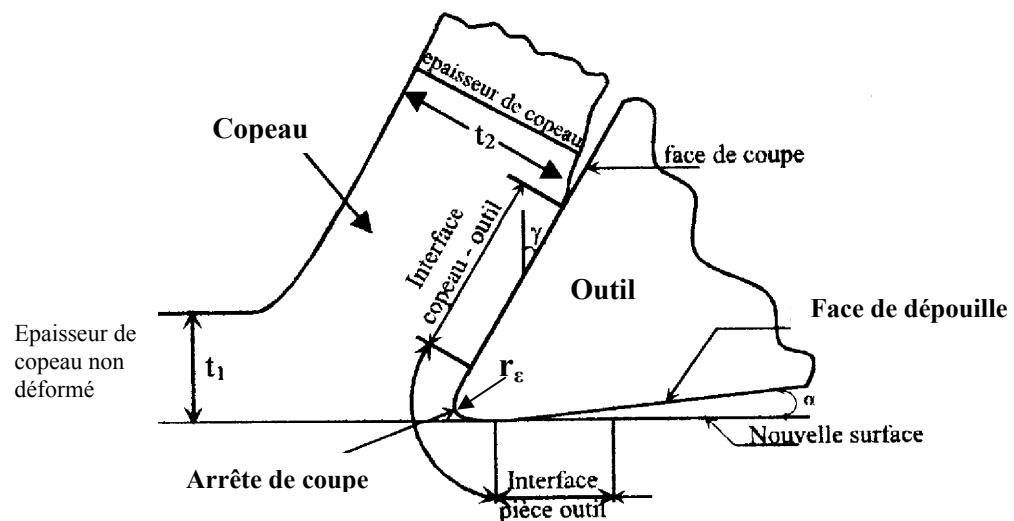 epaisseur de copeau
t2
Copeau
face de coupe
Interface
copeau - outil
γ
Outil
Face de dépouille
Epaisseur de
copeau non
déformé
t1
rε
α
Nouvelle surface
Arrête de coupe
Interface
pièce outil